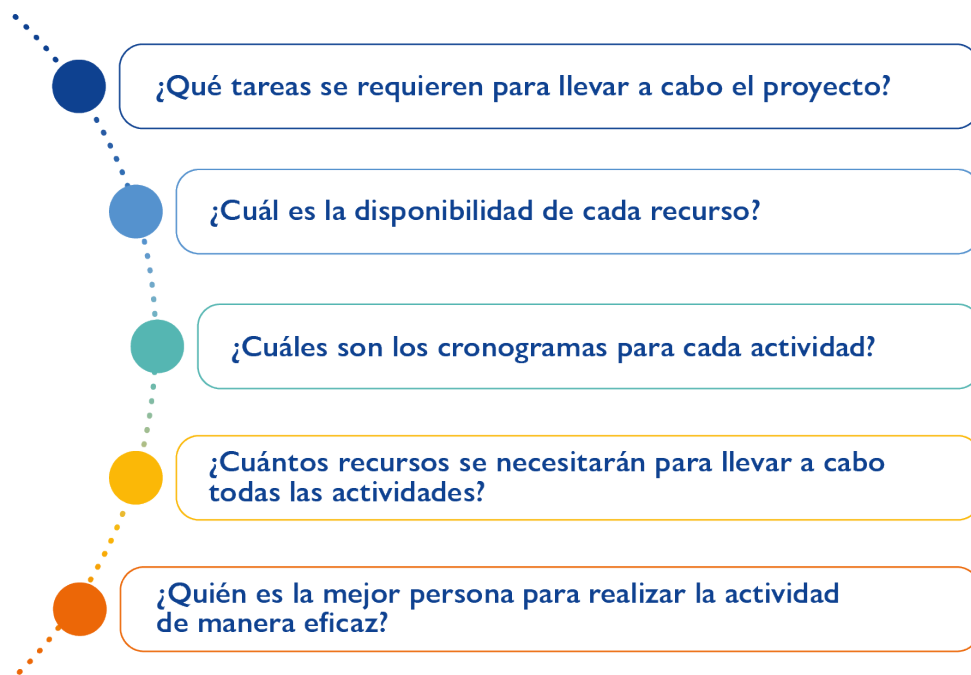 ¿Qué tareas se requieren para llevar a cabo el proyecto?
¿Cuál es la disponibilidad de cada recurso?
¿Cuáles son los cronogramas para cada actividad?
¿Cuántos recursos se necesitarán para llevar a cabo
todas las actividades?
¿Quién es la mejor persona para realizar la actividad
de manera eficaz?